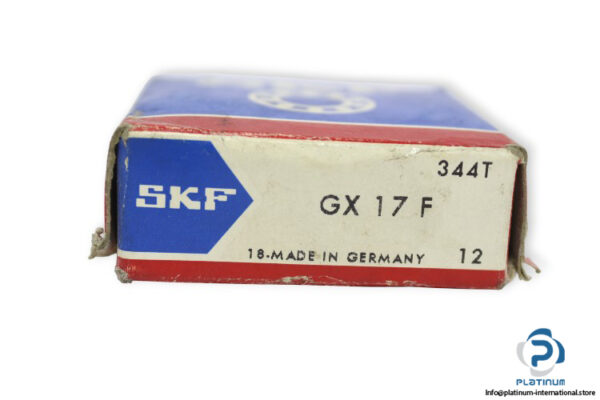 344T
SKF
GX 17 F
18-MADE IN GERMANY 12
PLATINUM
Info@platinum-international.store